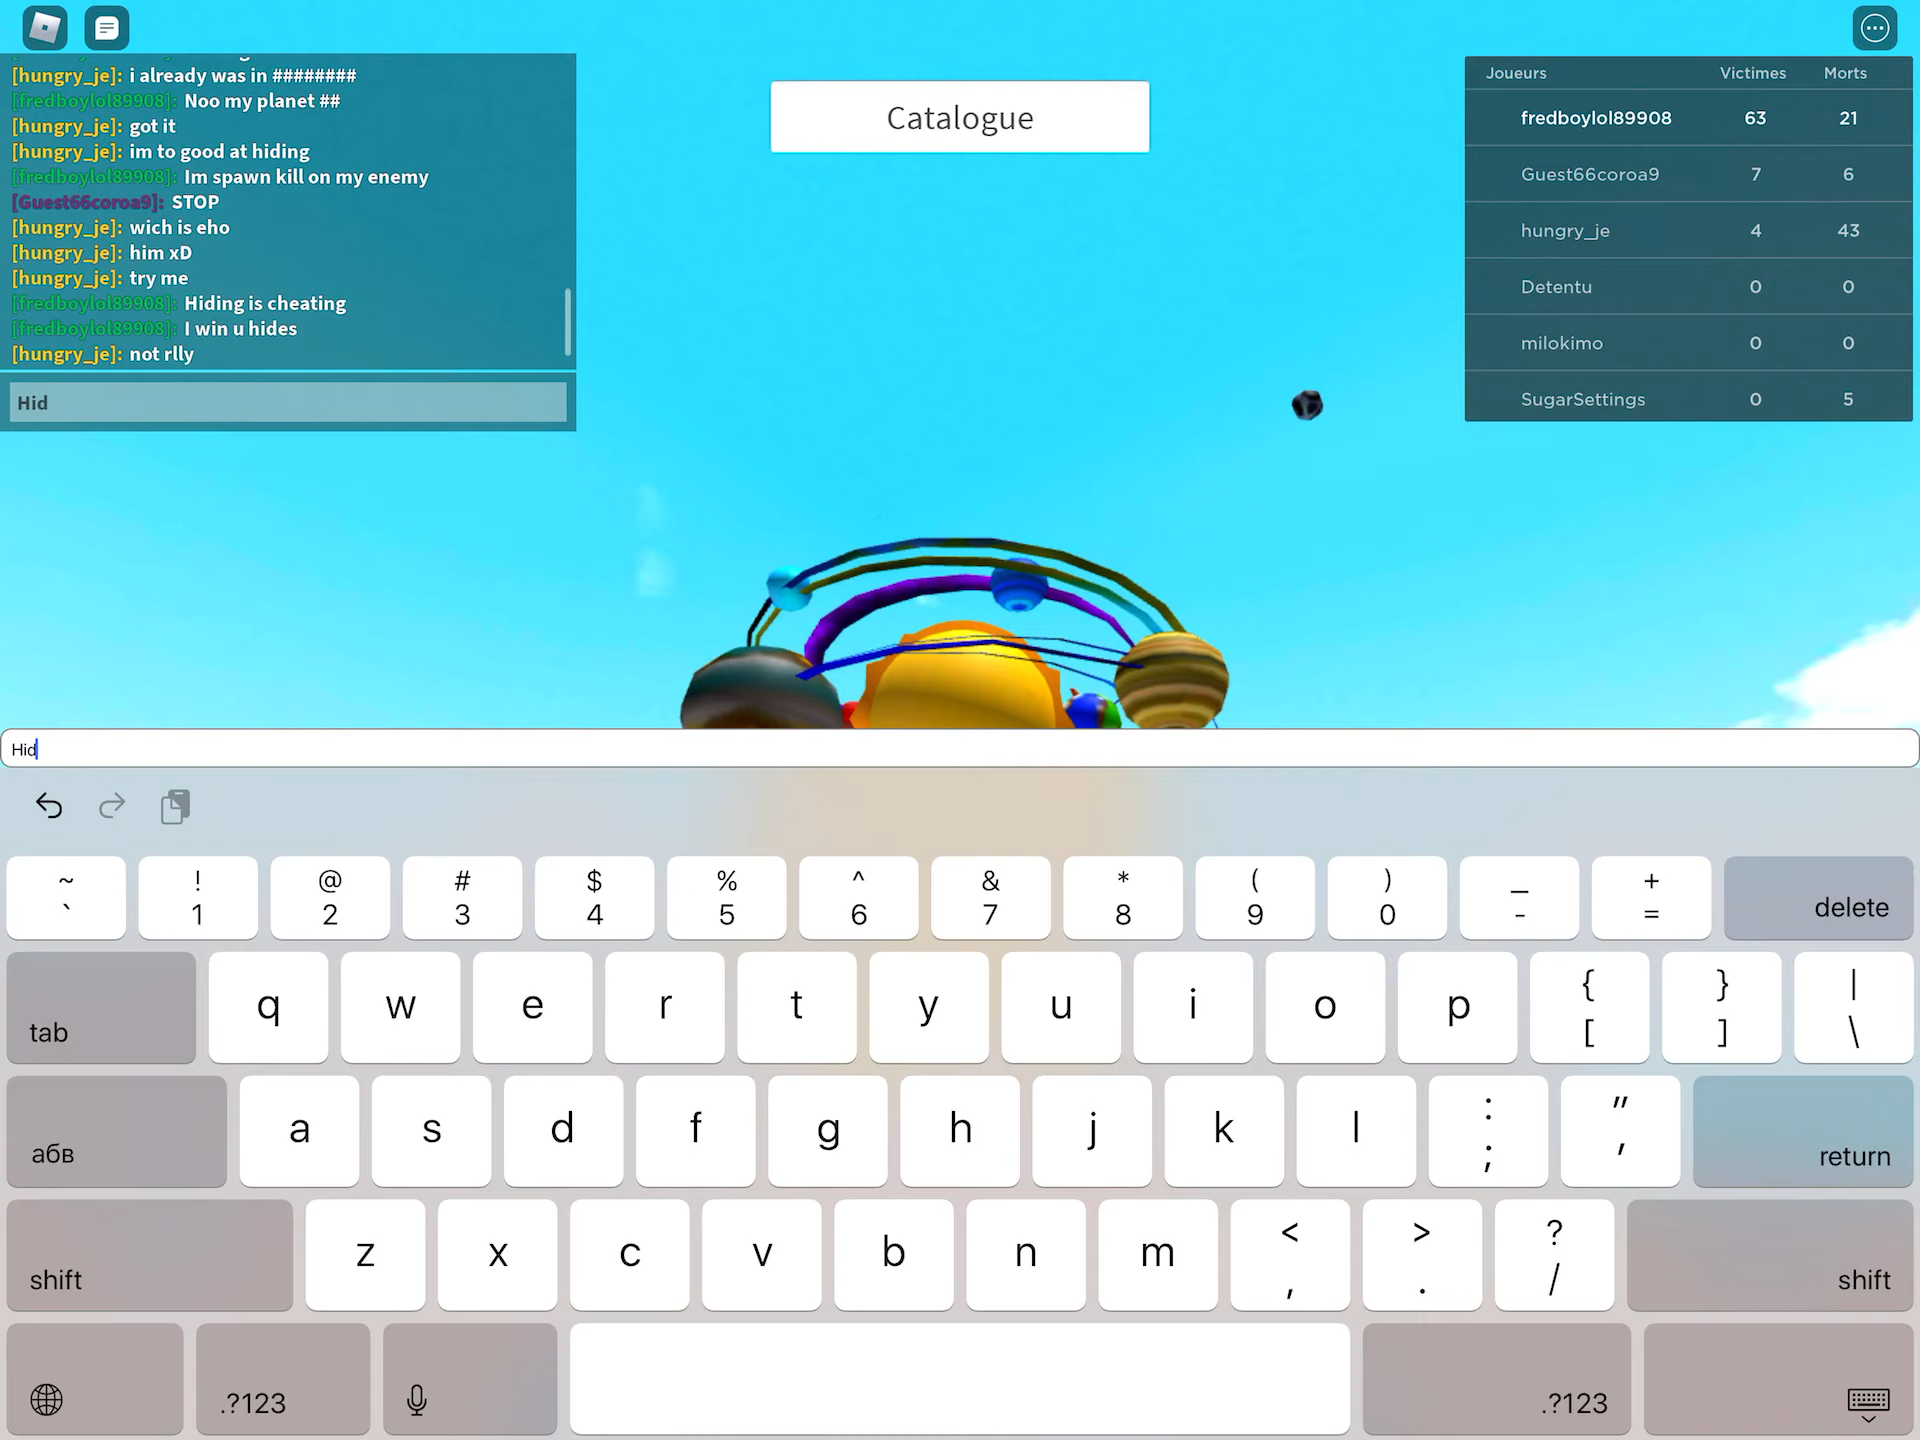 [hungry_je]: i already was in ########
[fredboylol89908]: Noo my planet ##
[hungry_je]: got it
[hungry_je]: im to good at hiding
[fredboylol89908]: Im spawn kill on my enemy
[Guest66coroa9]: STOP
[hungry_je]: wich is eho
[hungry_je]: him xD
[hungry_je]: try me
[fredboylol89908]: Hiding is cheating
[fredboylol89908]: I win u hides
[hungry_je]: not rlly
Hid
Catalogue
Joueurs Victimes Morts
fredboylol89908 63 21
Guest66coroa9 7 6
hungry_je 4 43
Detentu 0 0
milokimo 0 0
SugarSettings 0 5
Hid
~ ! @ # $ % ^ & * ( ) _ +
` 1 2 3 4 5 6 7 8 9 0 - = delete
tab q w e r t y u i o p { [ } ] | \
абв a s d f g h j k l : ; " ' return
shift z x c v b n m < , > . ? / shift
.?123 .?123